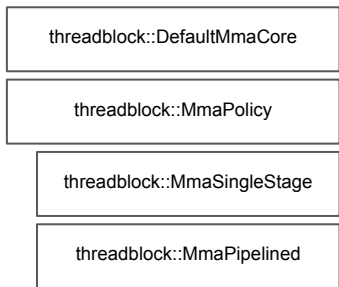 threadblock::DefaultMmaCore
threadblock::MmaPolicy
threadblock::MmaSingleStage
threadblock::MmaPipelined